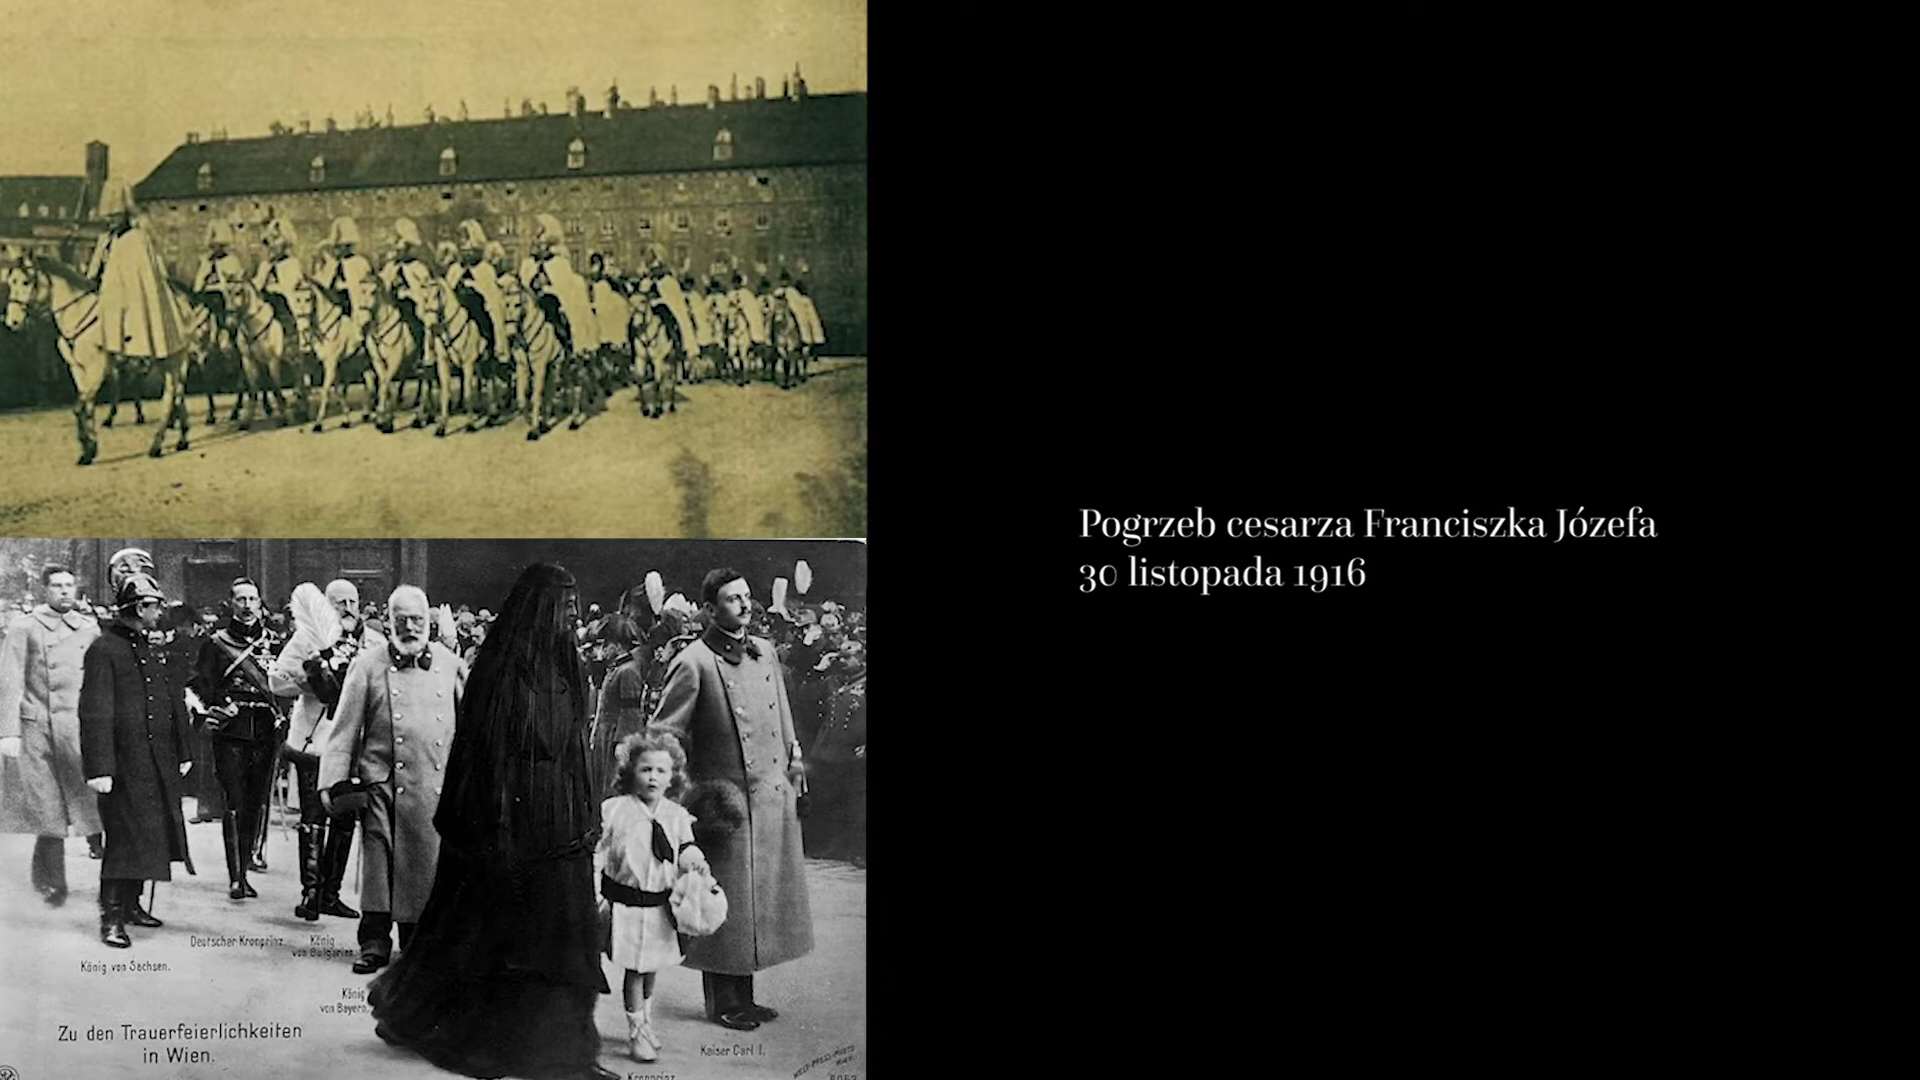 Pogrzeb cesarza Franciszka Józefa
30 listopada 1916
Deutscher Kronprinz.
König
von Bulgarien.
König von Sachsen.
König
von Bayern.
Zu den Trauerfeierlichkeiten
in Wien.
Kaiser Carl I.
Kronprinz